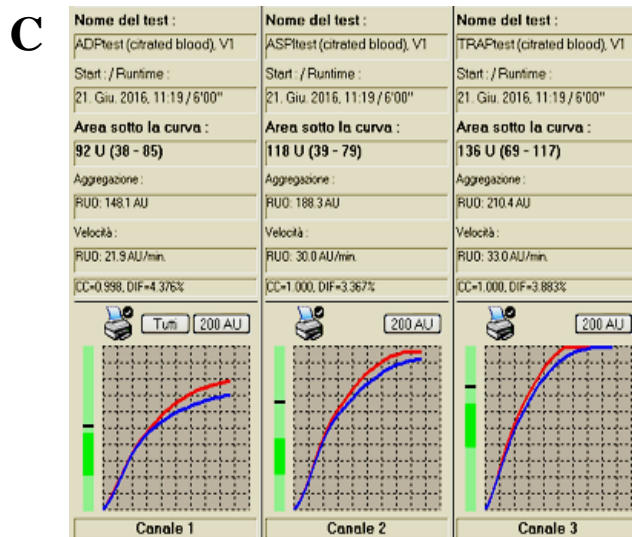 C
Nome del test :
ADPtest (citrated blood), V1
Start : / Runtime :
21. Giu. 2016, 11:19 / 6'00"
Area sotto la curva :
92 U (38 - 85)
Aggregazione :
RUO: 148.1 AU
Velocità :
RUO: 21.9 AU/min.
CC=0.998, DIF=4.376%
Tutti
200 AU
Canale 1
Nome del test :
ASPItest (citrated blood), V1
Start : / Runtime :
21. Giu. 2016, 11:19 / 6'00"
Area sotto la curva :
118 U (39 - 79)
Aggregazione :
RUO: 188.3 AU
Velocità :
RUO: 30.0 AU/min.
CC=1.000, DIF=3.367%
200 AU
Canale 2
Nome del test :
TRAPtest (citrated blood), V1
Start : / Runtime :
21. Giu. 2016, 11:19 / 6'00"
Area sotto la curva :
136 U (69 - 117)
Aggregazione :
RUO: 210.4 AU
Velocità :
RUO: 33.0 AU/min.
CC=1.000, DIF=3.883%
200 AU
Canale 3